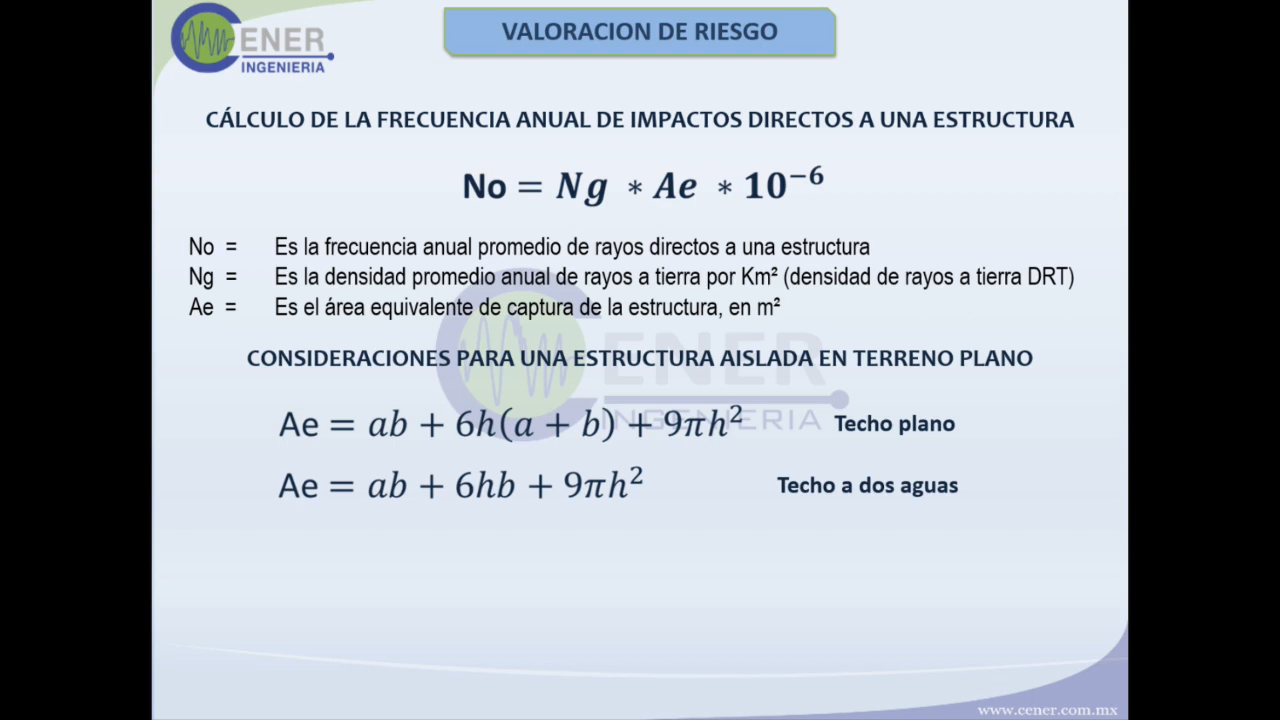 CENER
INGENIERIA
VALORACION DE RIESGO
CÁLCULO DE LA FRECUENCIA ANUAL DE IMPACTOS DIRECTOS A UNA ESTRUCTURA
No = Ng * Ae * 10⁻⁶
No = Es la frecuencia anual promedio de rayos directos a una estructura
Ng = Es la densidad promedio anual de rayos a tierra por Km² (densidad de rayos a tierra DRT)
Ae = Es el área equivalente de captura de la estructura, en m²
CONSIDERACIONES PARA UNA ESTRUCTURA AISLADA EN TERRENO PLANO
CENER
INGENIERIA
Ae = ab + 6h(a + b) + 9πh² Techo plano
Ae = ab + 6hb + 9πh² Techo a dos aguas
www.cener.com.mx